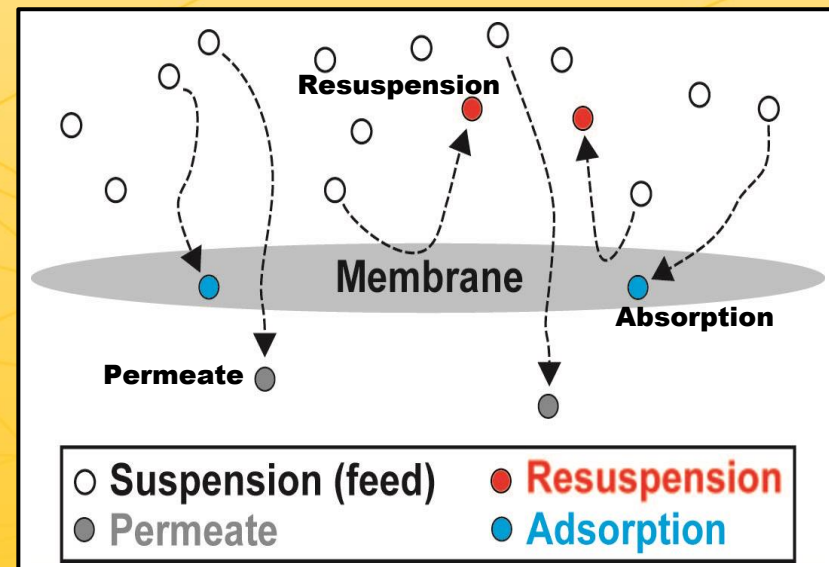 Resuspension
Membrane
Absorption
Permeate
Suspension (feed)
Resuspension
Permeate
Adsorption